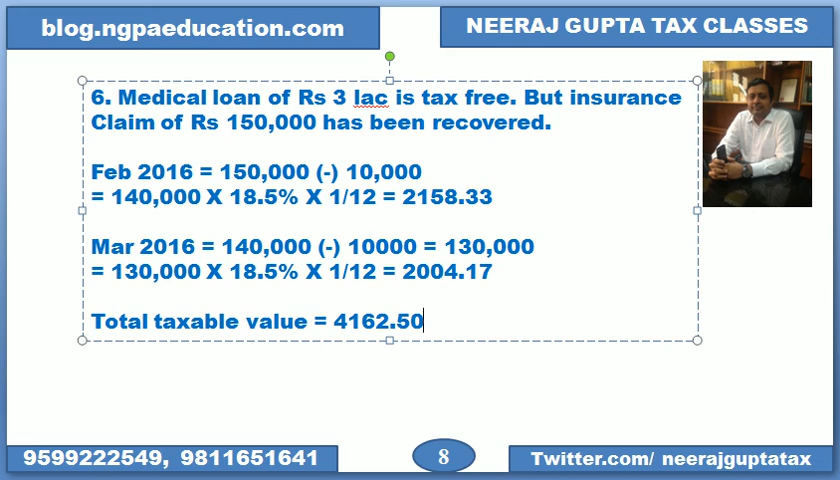 blog.ngpaeducation.com
NEERAJ GUPTA TAX CLASSES
6. Medical loan of Rs 3 lac is tax free. But insurance
Claim of Rs 150,000 has been recovered.
Feb 2016 = 150,000 (-) 10,000
= 140,000 X 18.5% X 1/12 = 2158.33
Mar 2016 = 140,000 (-) 10000 = 130,000
= 130,000 X 18.5% X 1/12 = 2004.17
Total taxable value = 4162.50
9599222549, 9811651641
8
Twitter.com/ neerajguptatax